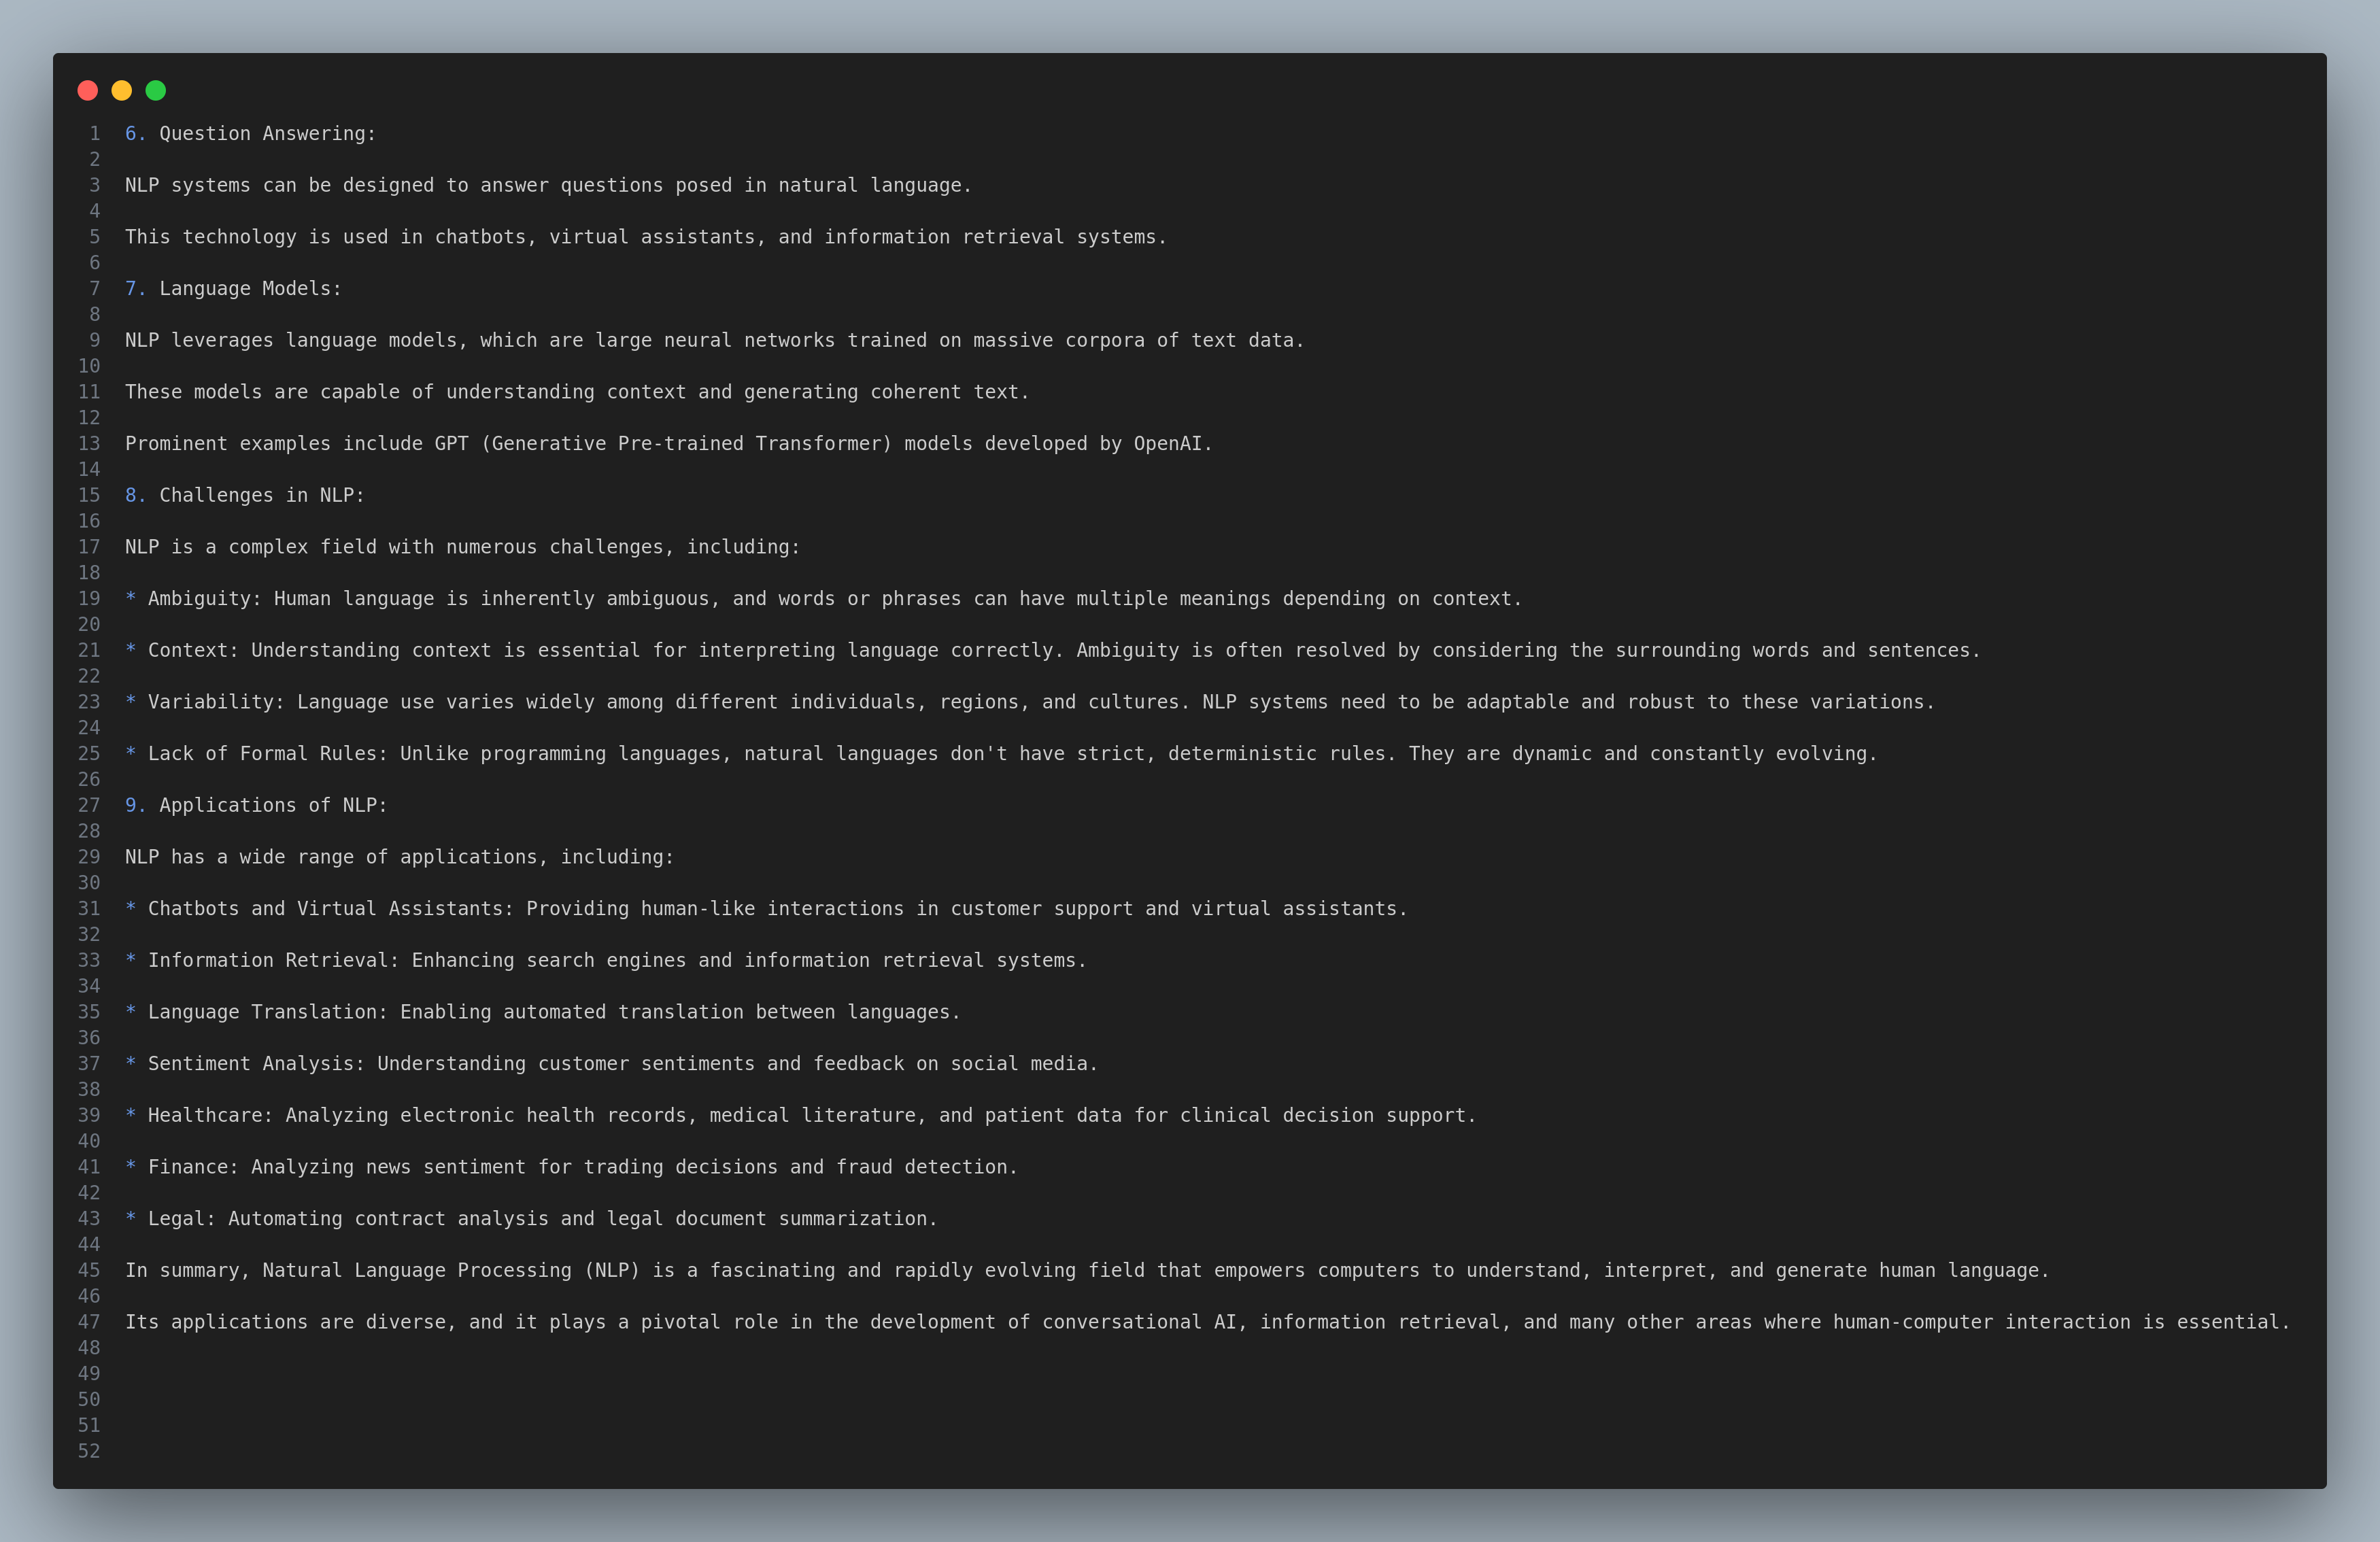 1 6. Question Answering:
2
3 NLP systems can be designed to answer questions posed in natural language.
4
5 This technology is used in chatbots, virtual assistants, and information retrieval systems.
6
7 7. Language Models:
8
9 NLP leverages language models, which are large neural networks trained on massive corpora of text data.
10
11 These models are capable of understanding context and generating coherent text.
12
13 Prominent examples include GPT (Generative Pre-trained Transformer) models developed by OpenAI.
14
15 8. Challenges in NLP:
16
17 NLP is a complex field with numerous challenges, including:
18
19 * Ambiguity: Human language is inherently ambiguous, and words or phrases can have multiple meanings depending on context.
20
21 * Context: Understanding context is essential for interpreting language correctly. Ambiguity is often resolved by considering the surrounding words and sentences.
22
23 * Variability: Language use varies widely among different individuals, regions, and cultures. NLP systems need to be adaptable and robust to these variations.
24
25 * Lack of Formal Rules: Unlike programming languages, natural languages don't have strict, deterministic rules. They are dynamic and constantly evolving.
26
27 9. Applications of NLP:
28
29 NLP has a wide range of applications, including:
30
31 * Chatbots and Virtual Assistants: Providing human-like interactions in customer support and virtual assistants.
32
33 * Information Retrieval: Enhancing search engines and information retrieval systems.
34
35 * Language Translation: Enabling automated translation between languages.
36
37 * Sentiment Analysis: Understanding customer sentiments and feedback on social media.
38
39 * Healthcare: Analyzing electronic health records, medical literature, and patient data for clinical decision support.
40
41 * Finance: Analyzing news sentiment for trading decisions and fraud detection.
42
43 * Legal: Automating contract analysis and legal document summarization.
44
45 In summary, Natural Language Processing (NLP) is a fascinating and rapidly evolving field that empowers computers to understand, interpret, and generate human language.
46
47 Its applications are diverse, and it plays a pivotal role in the development of conversational AI, information retrieval, and many other areas where human-computer interaction is essential.
48
49
50
51
52